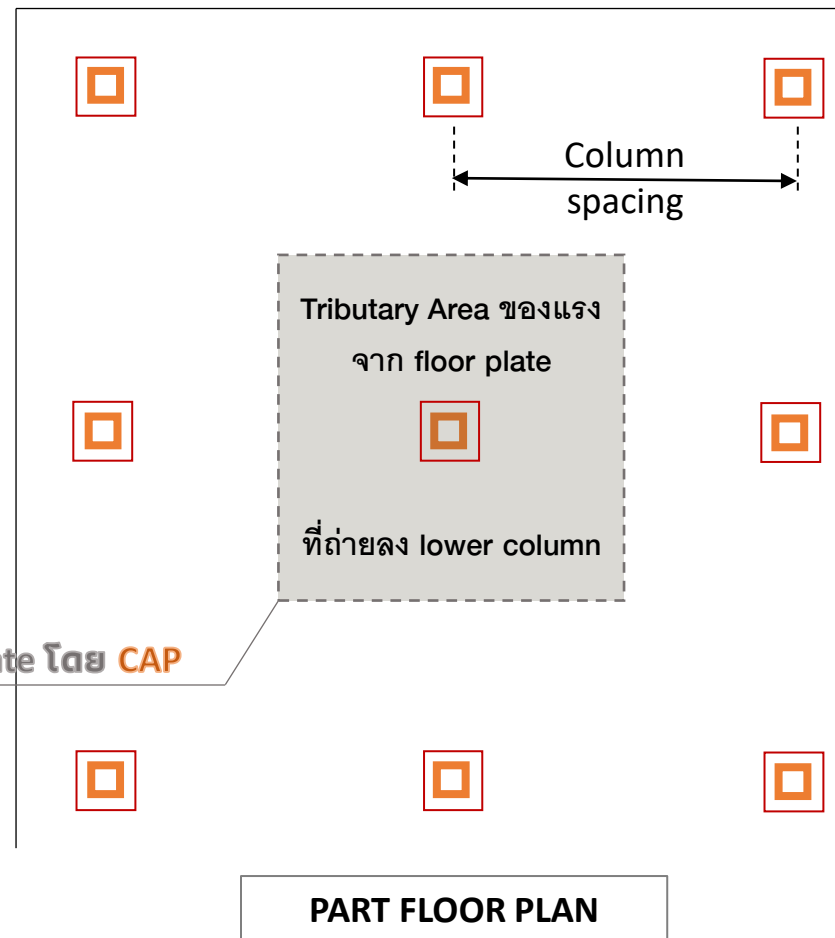 Column
spacing
Tributary Area ของแรง
จาก floor plate
ที่ถ่ายลง lower column
โดย CAP
PART FLOOR PLAN